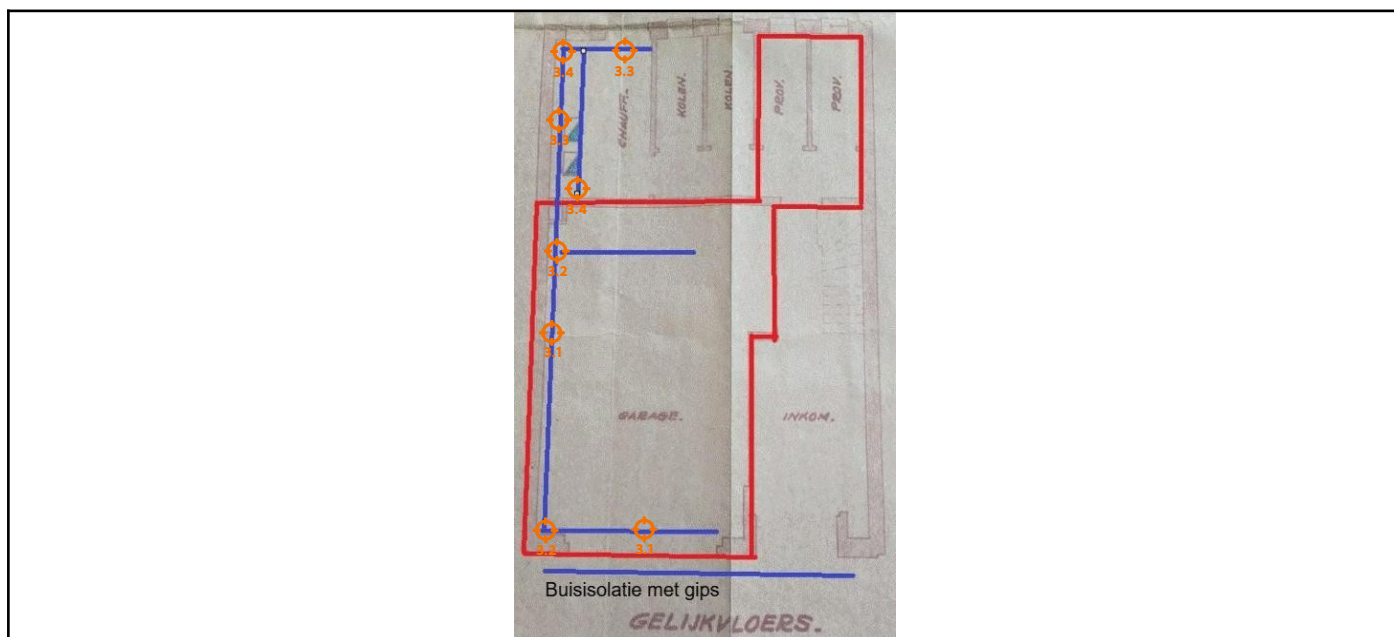 3.4
3.3
CHAUFF.
KOLEN.
KOLEN.
PROV.
PROV.
3.3
3.4
3.2
3.1
GARAGE.
INKOM.
3.2
3.1
Buisisolatie met gips
GELIJKVLOERS.